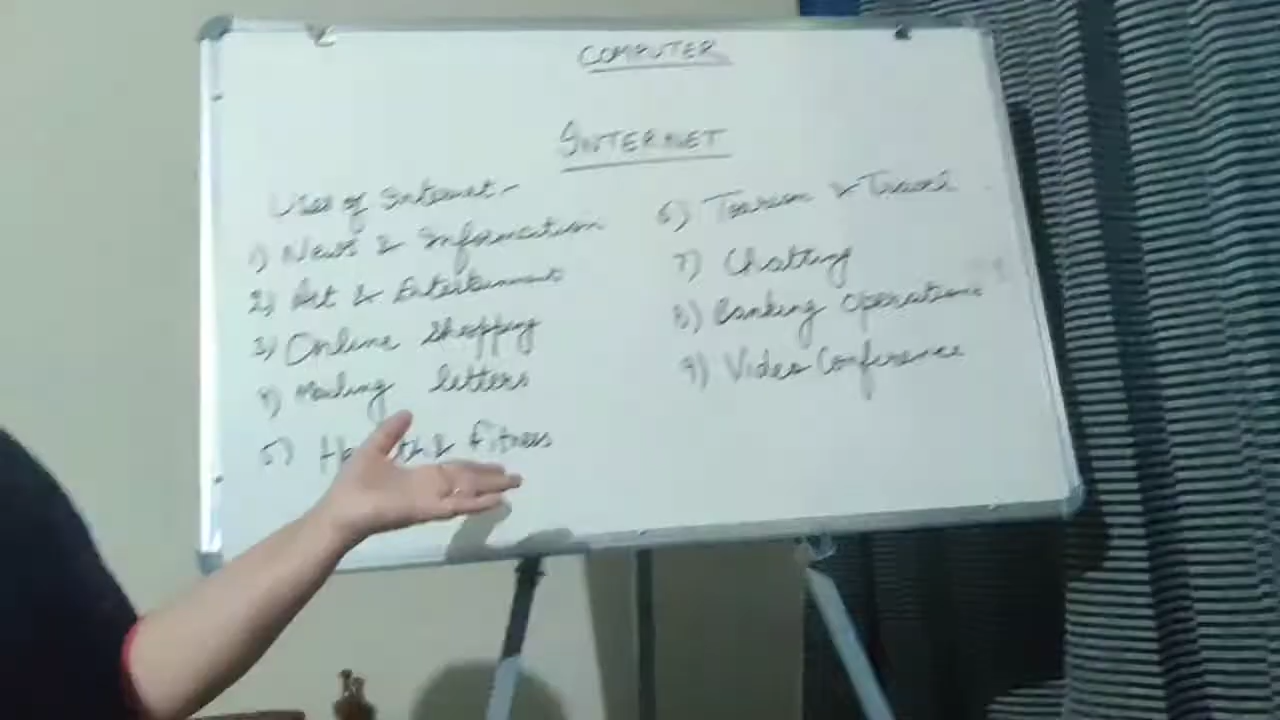 COMPUTER
INTERNET
Uses of Internet -
1) News & Information
2) Art & Entertainment
3) Online Shopping
4) Mailing letters
5) Health & Fitness
6) Tourism & Travel
7) Chatting
8) Banking Operations
9) Video Conference